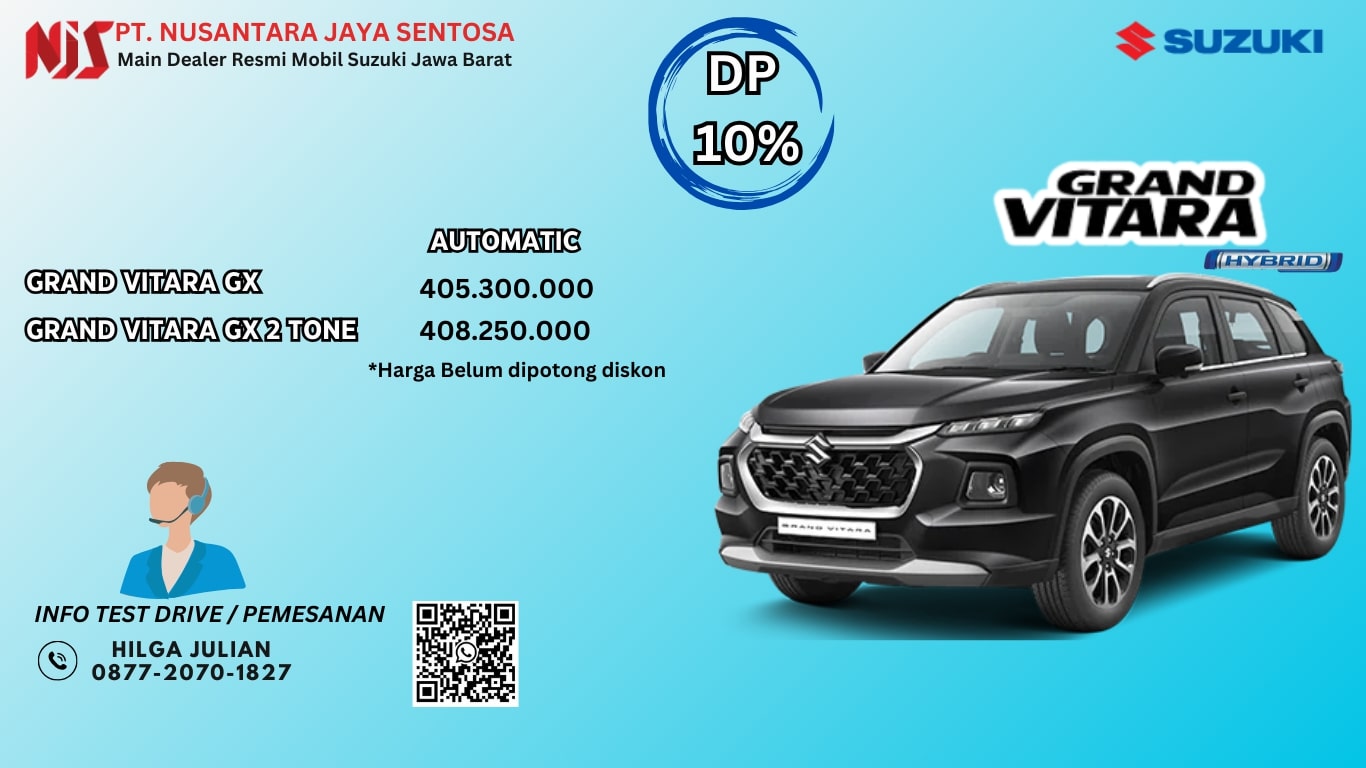 NJS PT. NUSANTARA JAYA SENTOSA
Main Dealer Resmi Mobil Suzuki Jawa Barat
DP
10%
SUZUKI
GRAND
VITARA
HYBRID
AUTOMATIC
GRAND VITARA GX 405.300.000
GRAND VITARA GX 2 TONE 408.250.000
*Harga Belum dipotong diskon
GRAND VITARA
INFO TEST DRIVE / PEMESANAN
HILGA JULIAN
0877-2070-1827